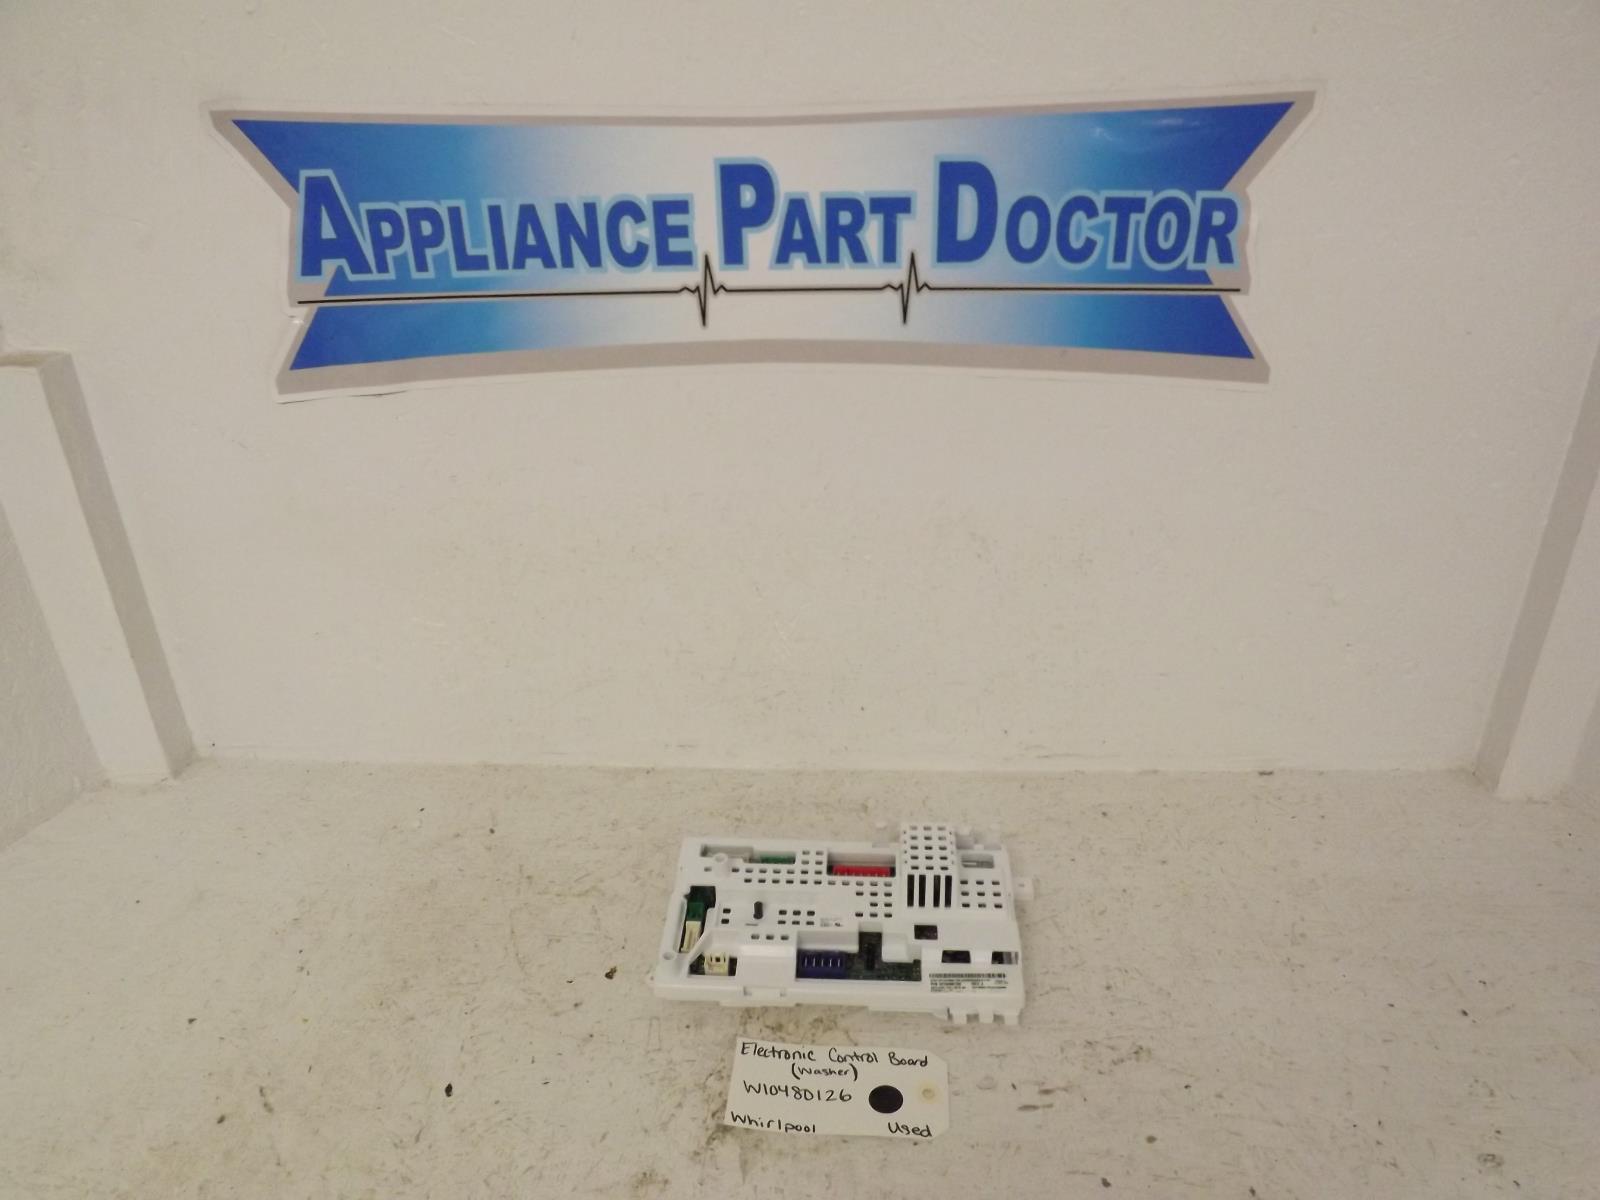 APPLIANCE PART DOCTOR
Electronic Control Board
(Washer)
W10480126
Whirlpool Used